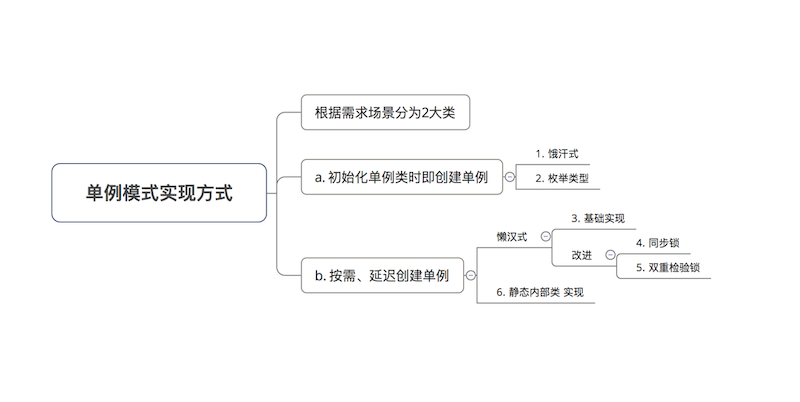 单例模式实现方式
根据需求场景分为2大类
a. 初始化单例类时即创建单例
1. 饿汗式
2. 枚举类型
b. 按需、延迟创建单例
懒汉式
3. 基础实现
改进
4. 同步锁
5. 双重检验锁
6. 静态内部类 实现